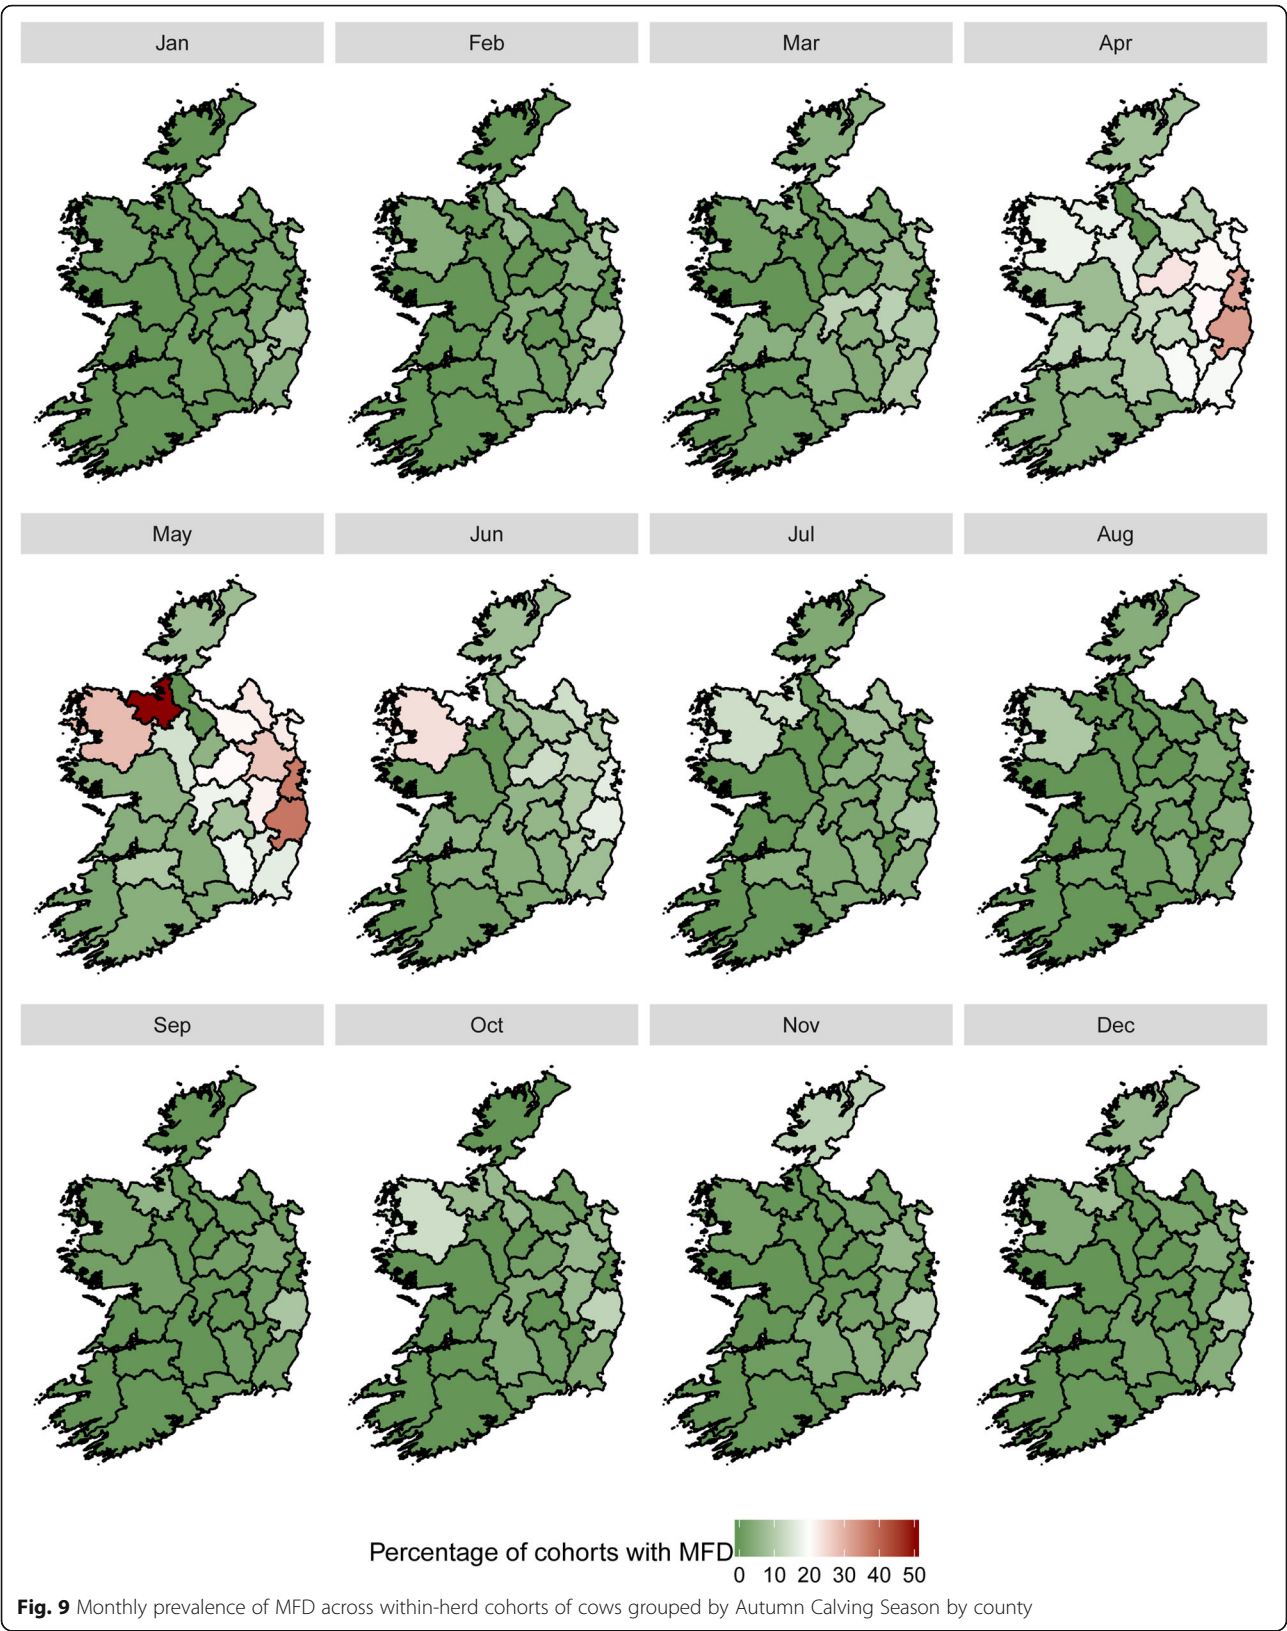 Jan Feb Mar Apr
May Jun Jul Aug
Sep Oct Nov Dec
Percentage of cohorts with MFD
0 10 20 30 40 50
Fig. 9 Monthly prevalence of MFD across within-herd cohorts of cows grouped by Autumn Calving Season by county